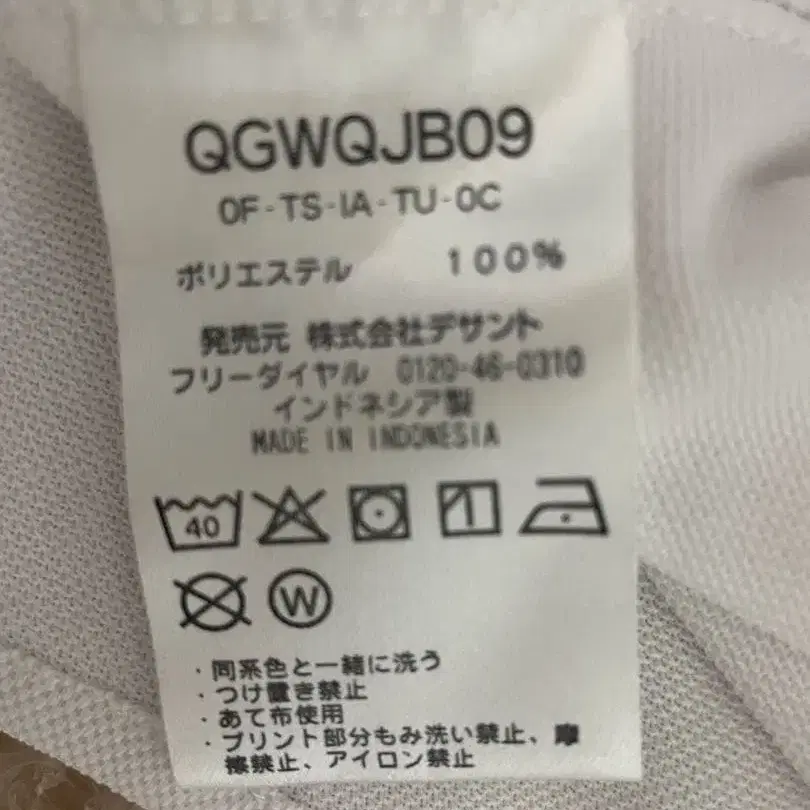 QGWQJB09
0F-TS-IA-TU-0C
ポリエステル 100%
発売元 株式会社デサント
フリーダイヤル 0120-46-0310
インドネシア製
MADE IN INDONESIA
40
W
・同系色と一緒に洗う
・つけ置き禁止
・あて布使用
・プリント部分もみ洗い禁止、摩
擦禁止、アイロン禁止